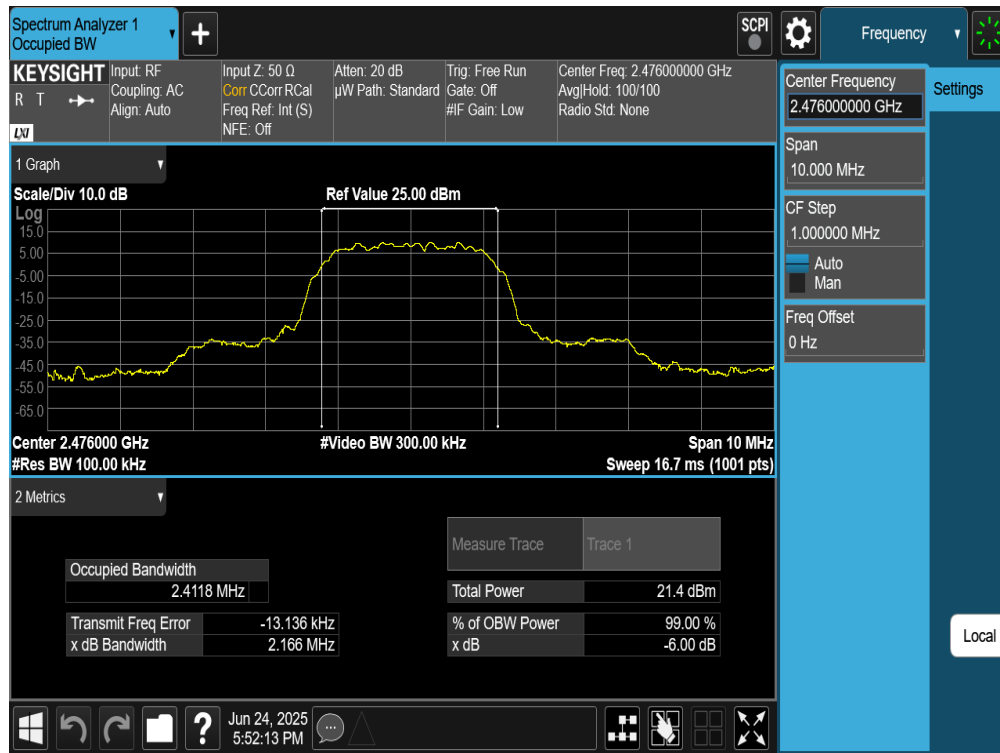 Spectrum Analyzer 1
Occupied BW
+
SCPI
Frequency
KEYSIGHT
R T
LXI
Input: RF
Coupling: AC
Align: Auto
Input Z: 50 Ω
Corr CCorr RCal
Freq Ref: Int (S)
NFE: Off
Atten: 20 dB
µW Path: Standard
Trig: Free Run
Gate: Off
#IF Gain: Low
Center Freq: 2.476000000 GHz
Avg|Hold: 100/100
Radio Std: None
Center Frequency
2.476000000 GHz
Settings
Span
10.000 MHz
CF Step
1.000000 MHz
Auto
Man
Freq Offset
0 Hz
Local
1 Graph
Scale/Div 10.0 dB
Ref Value 25.00 dBm
Log
15.0
5.00
-5.00
-15.0
-25.0
-35.0
-45.0
-55.0
-65.0
Center 2.476000 GHz
#Video BW 300.00 kHz
Span 10 MHz
#Res BW 100.00 kHz
Sweep 16.7 ms (1001 pts)
2 Metrics
Measure Trace
Trace 1
Occupied Bandwidth
2.4118 MHz
Total Power
21.4 dBm
Transmit Freq Error
-13.136 kHz
% of OBW Power
99.00 %
x dB Bandwidth
2.166 MHz
x dB
-6.00 dB
?
Jun 24, 2025
5:52:13 PM